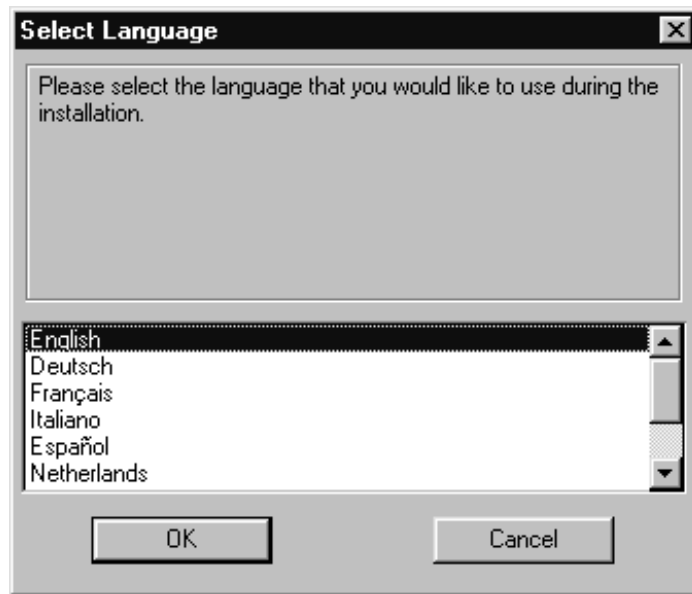 Select Language
Please select the language that you would like to use during the
installation.
English
Deutsch
Français
Italiano
Español
Netherlands
OK
Cancel